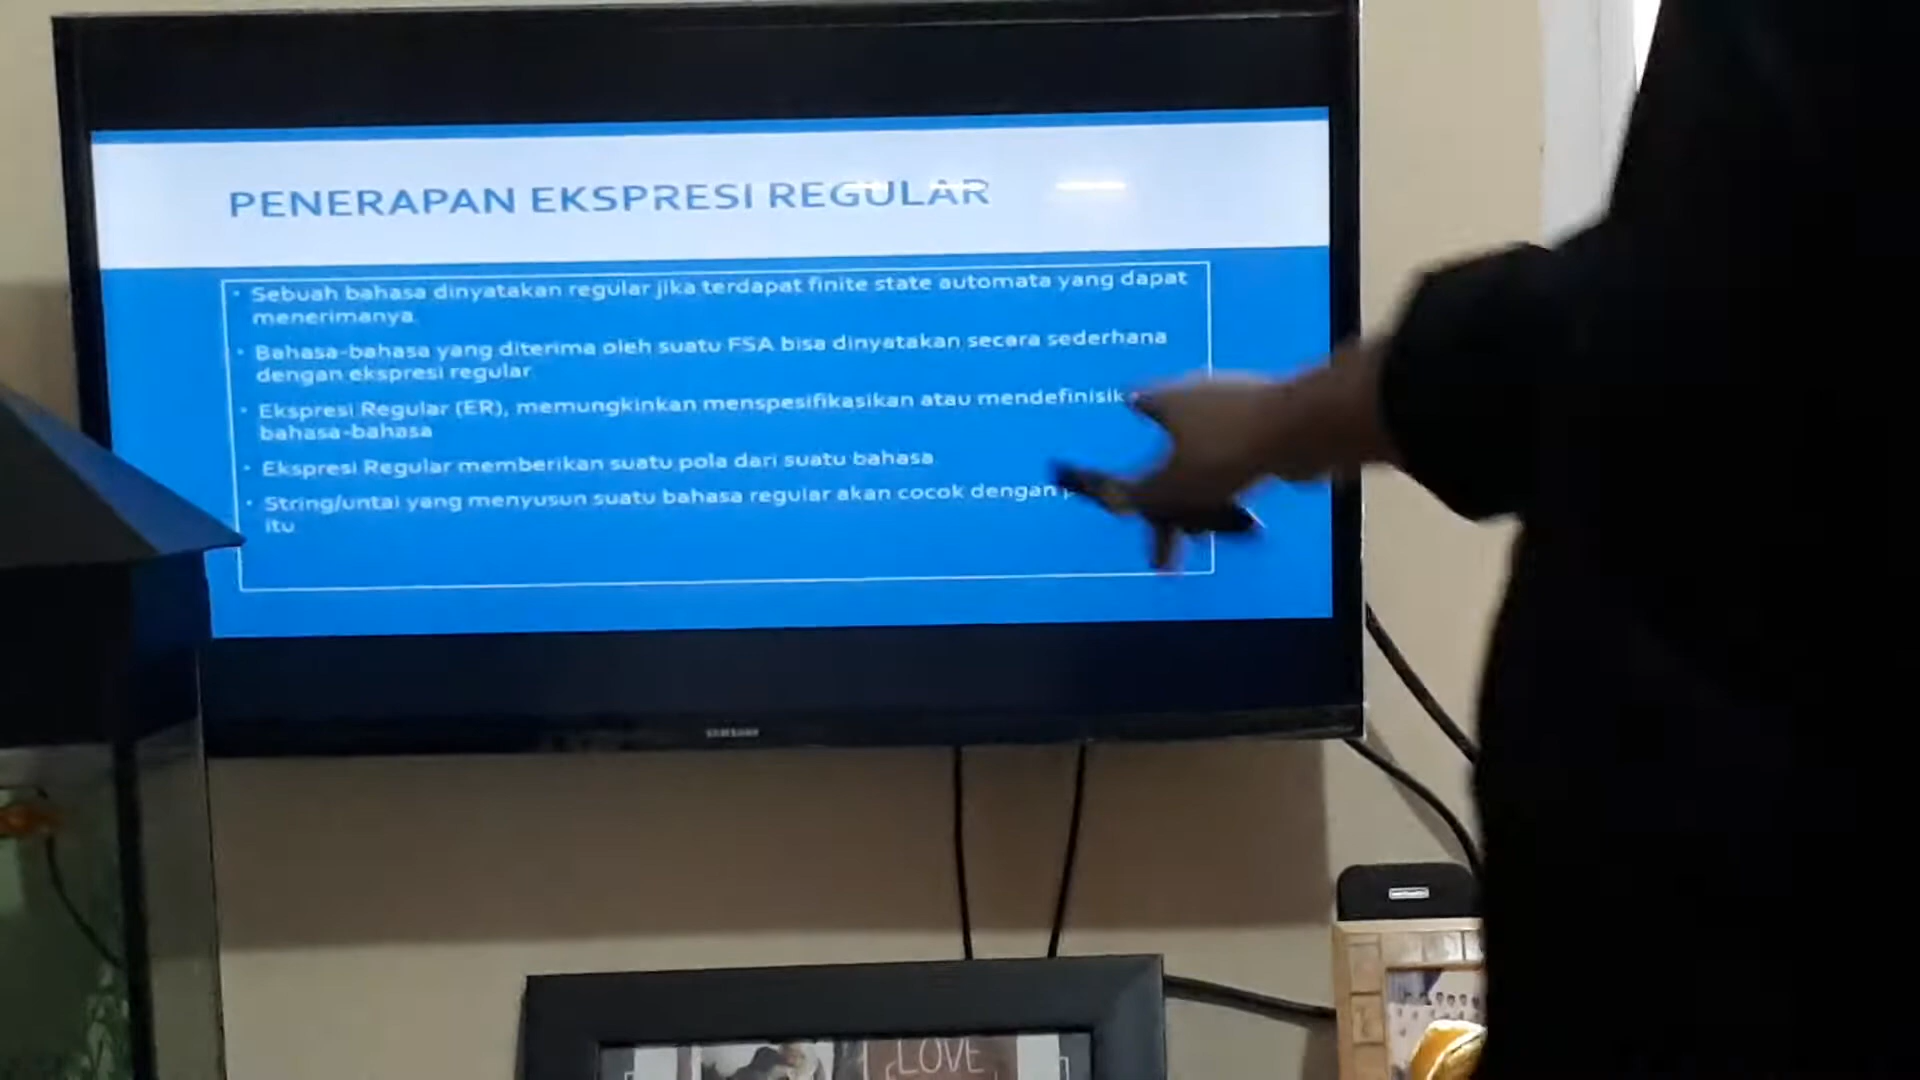 PENERAPAN EKSPRESI REGULAR
• Sebuah bahasa dinyatakan regular jika terdapat finite state automata yang dapat
menerimanya.
• Bahasa-bahasa yang diterima oleh suatu FSA bisa dinyatakan secara sederhana
dengan ekspresi regular.
• Ekspresi Regular (ER), memungkinkan menspesifikasikan atau mendefinisik
bahasa-bahasa
• Ekspresi Regular memberikan suatu pola dari suatu bahasa.
• String/untai yang menyusun suatu bahasa regular akan cocok dengan
itu
SAMSUNG
LOVE